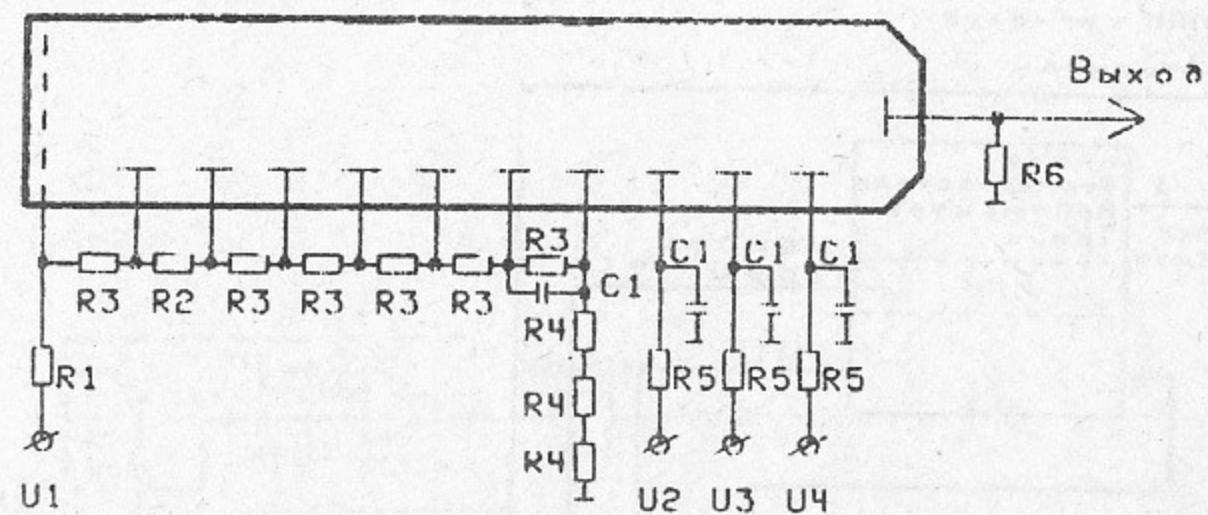 Выход
R6
R3
C1 C1 C1
R3 R2 R3 R3 R3 R3
C1
R4
R1
R5 R5 R5
R4
R4
U1 U2 U3 U4